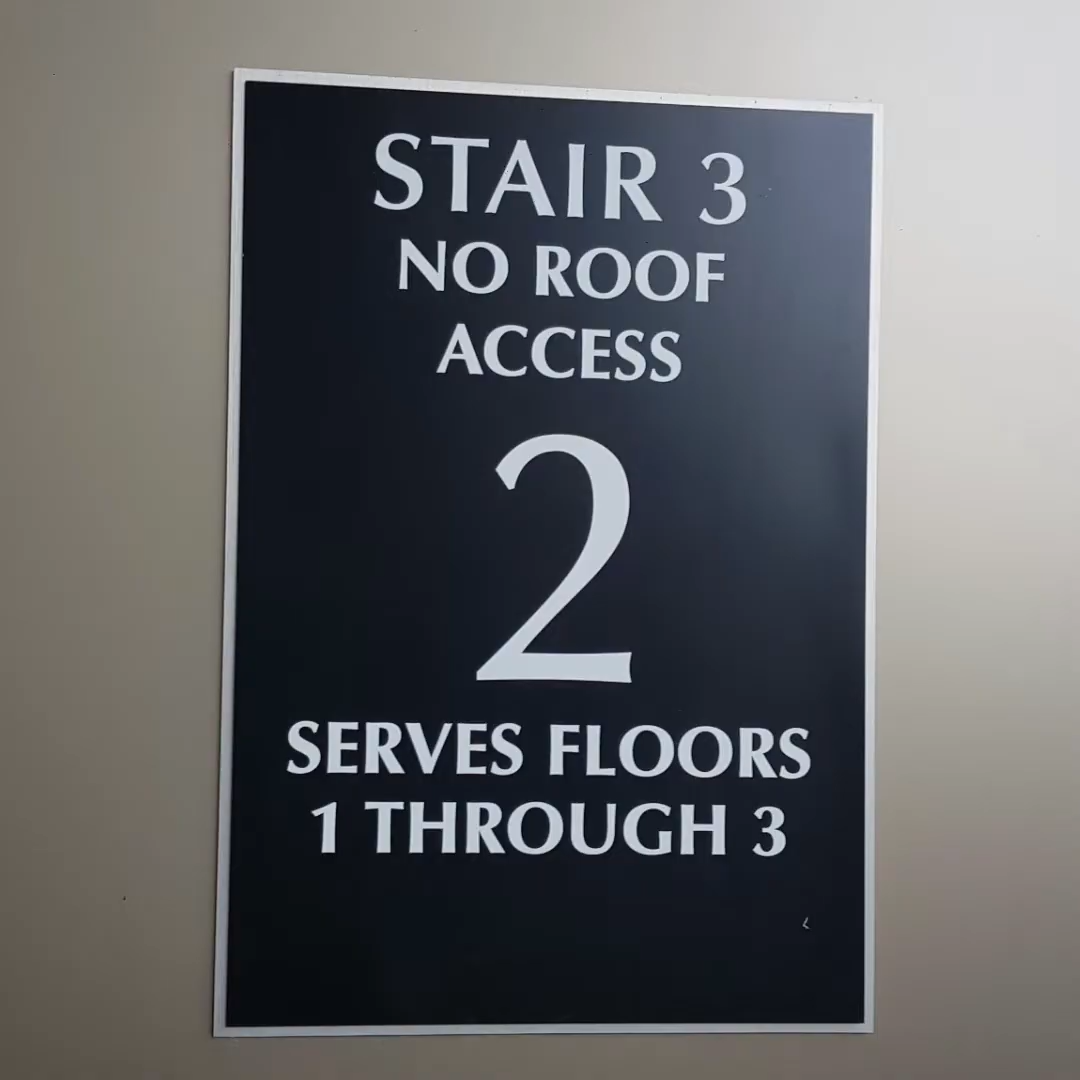 STAIR 3
NO ROOF
ACCESS
2
SERVES FLOORS
1 THROUGH 3